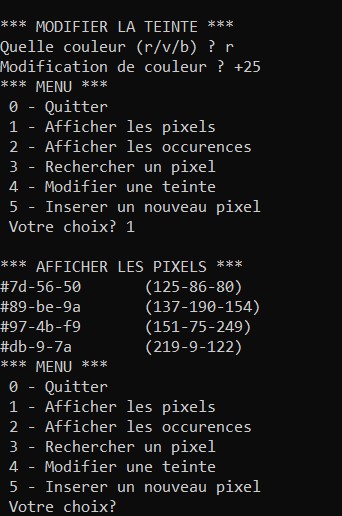 *** MODIFIER LA TEINTE ***
Quelle couleur (r/v/b) ? r
Modification de couleur ? +25
*** MENU ***
0 - Quitter
1 - Afficher les pixels
2 - Afficher les occurences
3 - Rechercher un pixel
4 - Modifier une teinte
5 - Inserer un nouveau pixel
Votre choix? 1
*** AFFICHER LES PIXELS ***
#7d-56-50 (125-86-80)
#89-be-9a (137-190-154)
#97-4b-f9 (151-75-249)
#db-9-7a (219-9-122)
*** MENU ***
0 - Quitter
1 - Afficher les pixels
2 - Afficher les occurences
3 - Rechercher un pixel
4 - Modifier une teinte
5 - Inserer un nouveau pixel
Votre choix?